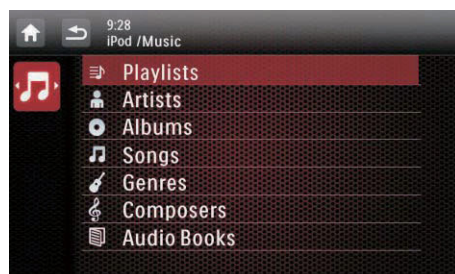 9:28
iPod /Music
Playlists
Artists
Albums
Songs
Genres
Composers
Audio Books